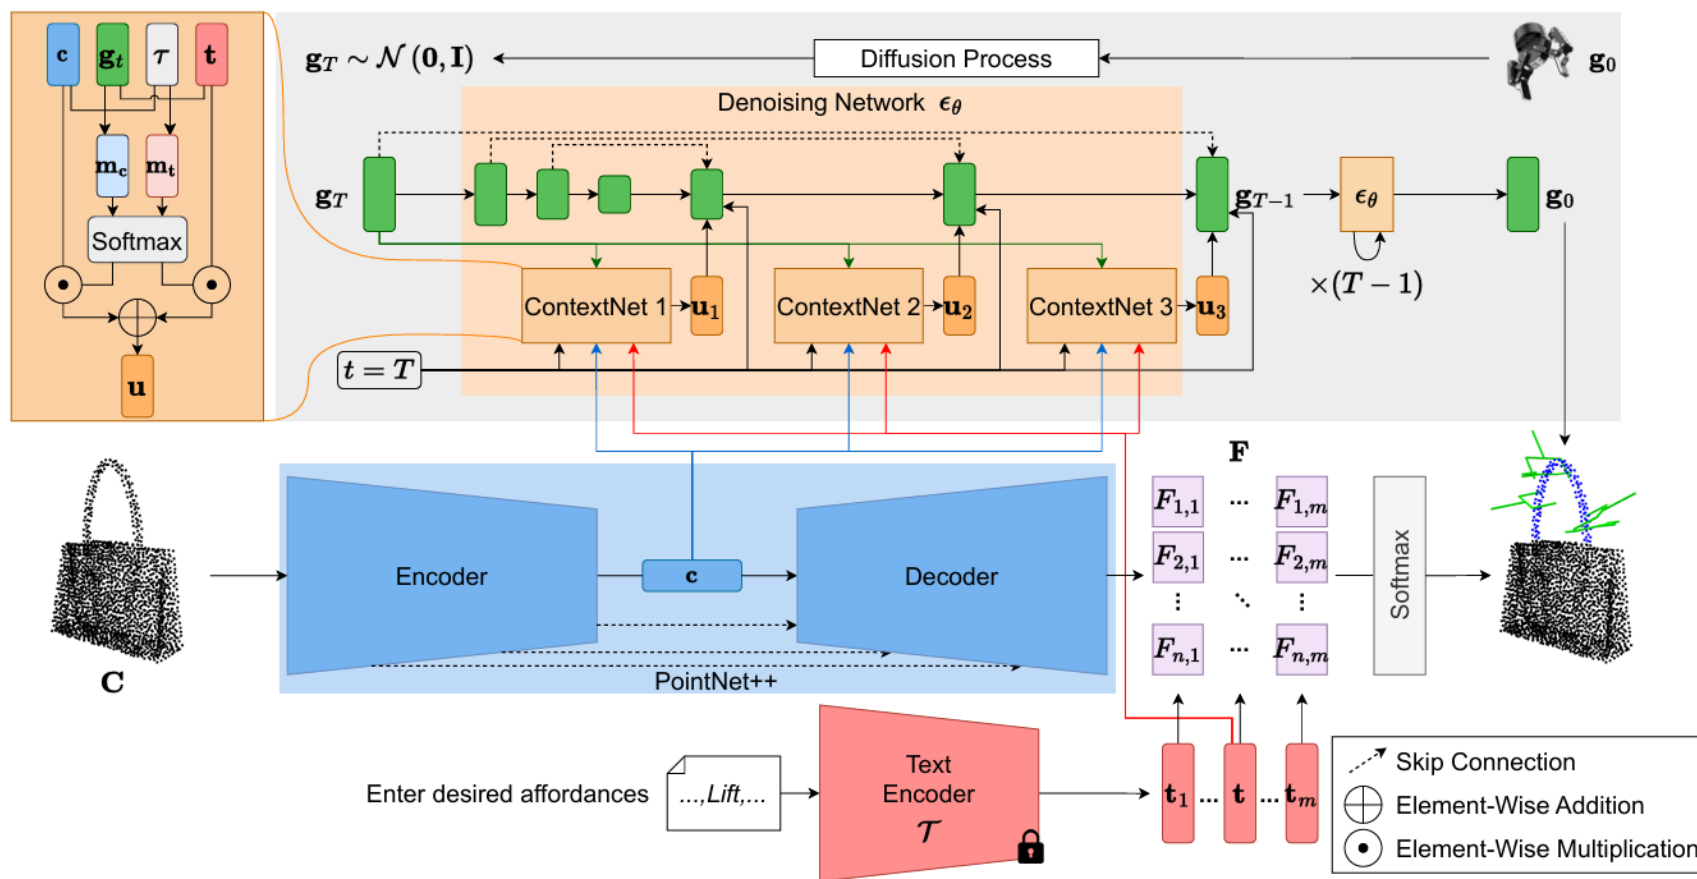 c g_t τ t
m_c m_t
Softmax
u
g_T ∼ N (0, I)
Diffusion Process
g_0
Denoising Network ϵ_θ
g_T
g_{T−1}
ϵ_θ
g_0
×(T − 1)
ContextNet 1 u_1
ContextNet 2 u_2
ContextNet 3 u_3
t = T
C
Encoder
c
Decoder
PointNet++
F
F_{1,1} ... F_{1,m}
F_{2,1} ... F_{2,m}
⋮ ⋱ ⋮
F_{n,1} ... F_{n,m}
Softmax
Enter desired affordances
...,Lift,...
Text
Encoder
T
t_1 ... t ... t_m
Skip Connection
Element-Wise Addition
Element-Wise Multiplication